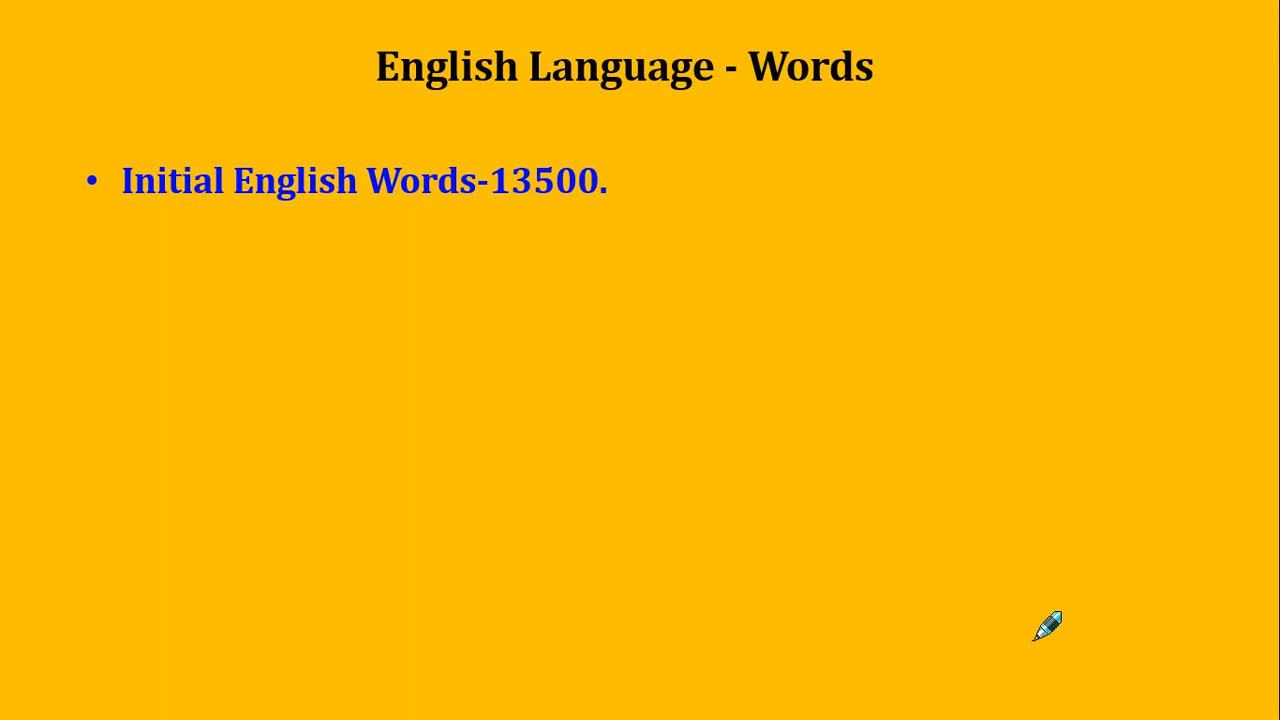 English Language - Words
• Initial English Words-13500.